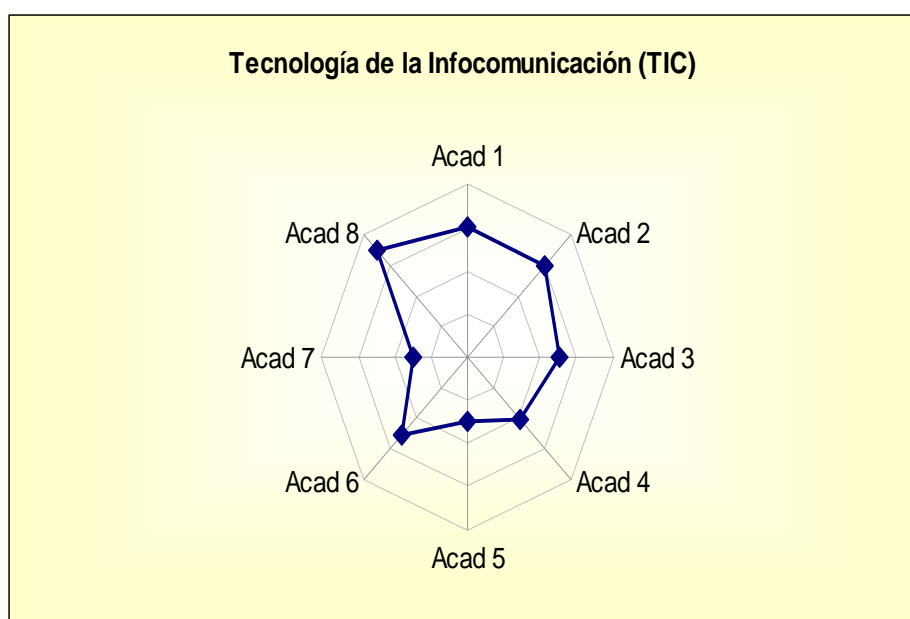 Tecnología de la Infocomunicación (TIC)
Acad 1
Acad 2
Acad 3
Acad 4
Acad 5
Acad 6
Acad 7
Acad 8